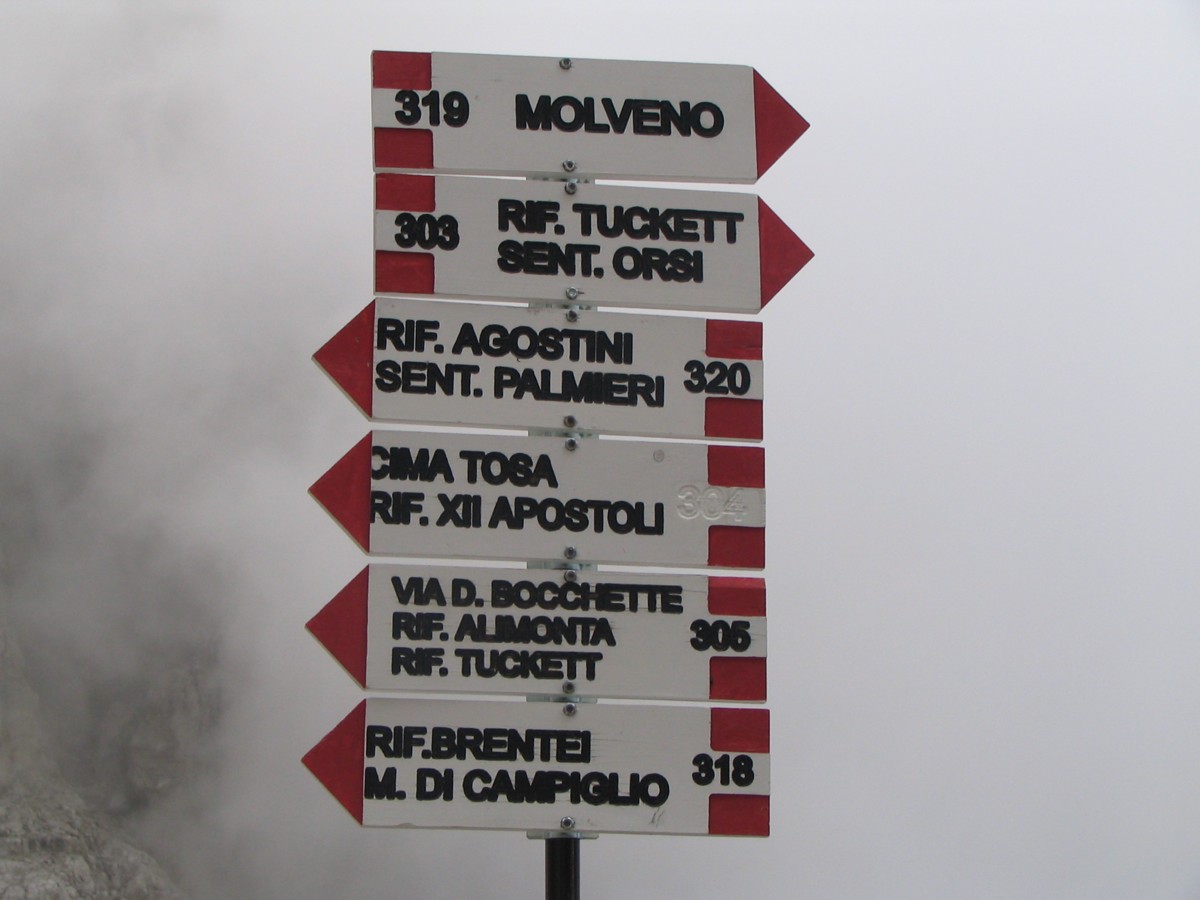 319 MOLVENO
303 RIF. TUCKETT
SENT. ORSI
RIF. AGOSTINI
SENT. PALMIERI 320
CIMA TOSA
RIF. XII APOSTOLI 304
VIA D. BOCCHETTE
RIF. ALIMONTA 305
RIF. TUCKETT
RIF.BRENTEI
M. DI CAMPIGLIO 318